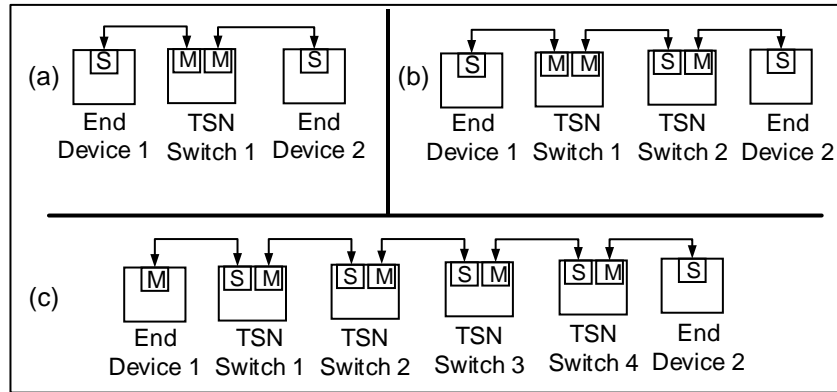 S M M S
(a)
End Device 1
TSN Switch 1
End Device 2
S M M S M S
(b)
End Device 1
TSN Switch 1
TSN Switch 2
End Device 2
M S M S M S M S M S
(c)
End Device 1
TSN Switch 1
TSN Switch 2
TSN Switch 3
TSN Switch 4
End Device 2